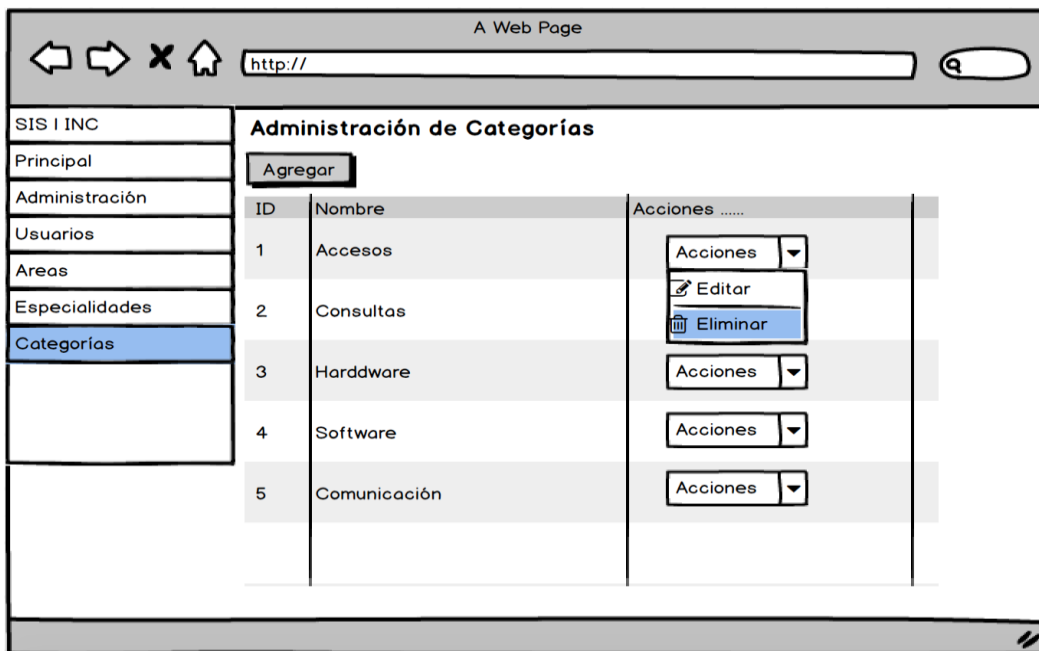 A Web Page
http://
SIS I INC
Principal
Administración
Usuarios
Areas
Especialidades
Categorías
Administración de Categorías
Agregar
ID Nombre Acciones ......
1 Accesos Acciones
Editar
Eliminar
2 Consultas
3 Harddware Acciones
4 Software Acciones
5 Comunicación Acciones